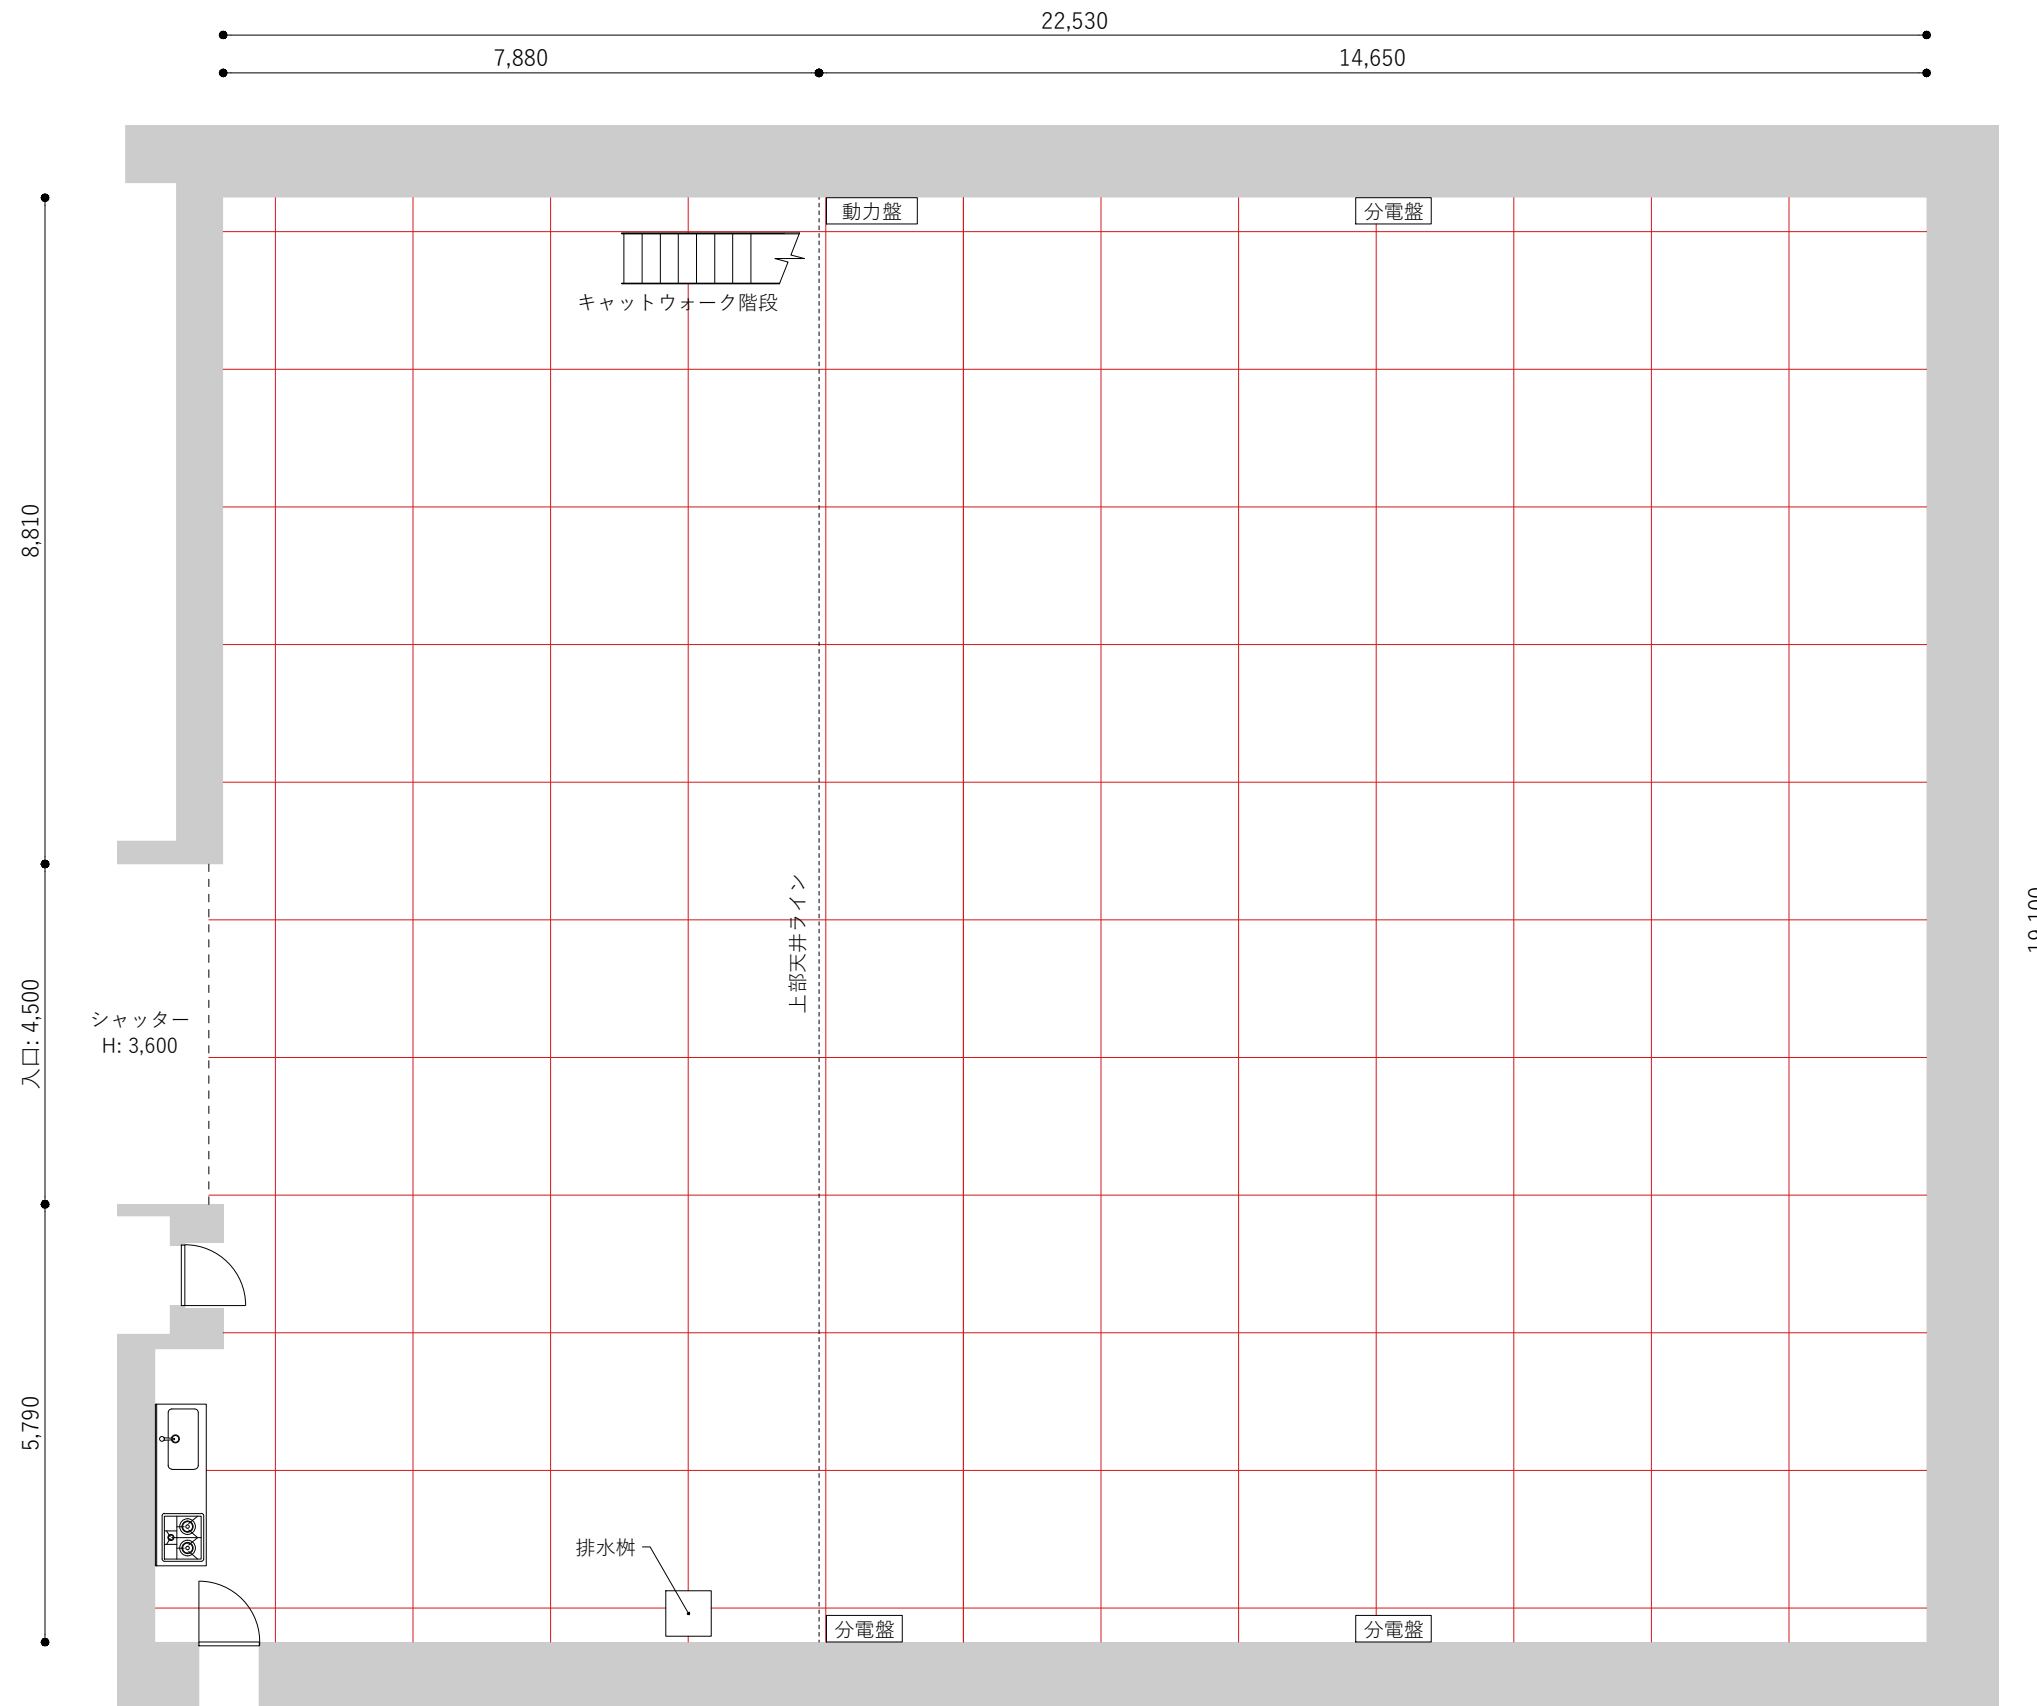 22,530
7,880
14,650
動力盤
分電盤
キャットウォーク階段
8,810
上部天井ライン
19,100
入口: 4,500
シャッター
H: 3,600
5,790
排水桝
分電盤
分電盤